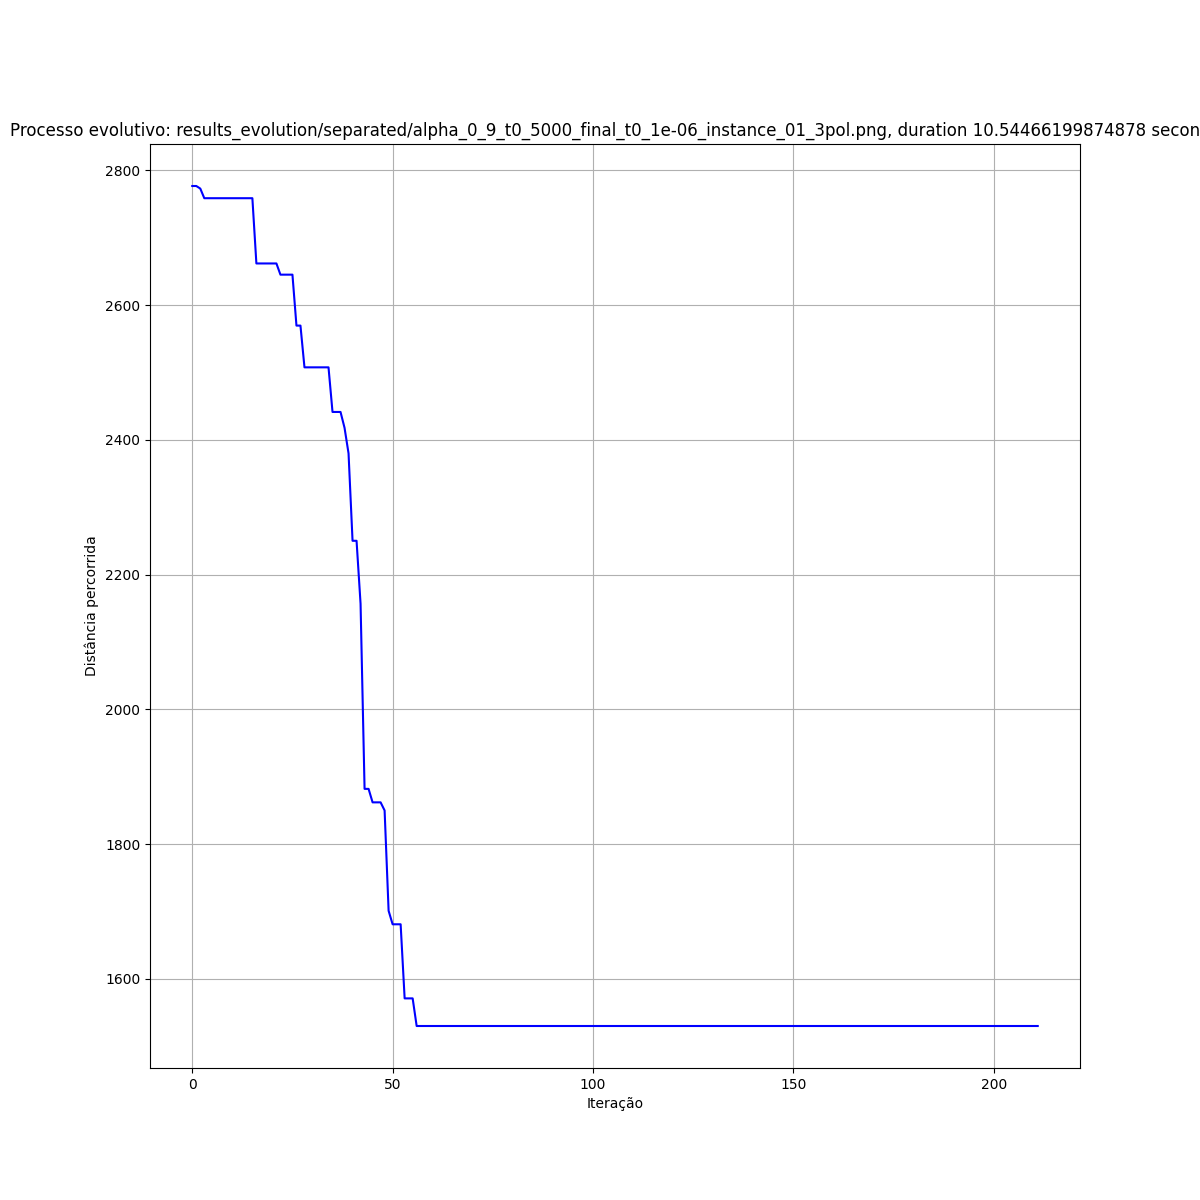 Processo evolutivo: results_evolution/separated/alpha_0_9_t0_5000_final_t0_1e-06_instance_01_3pol.png, duration 10.54466199874878 secon
2800
2600
2400
2200
2000
1800
1600
Distância percorrida
0 50 100 150 200
Iteração